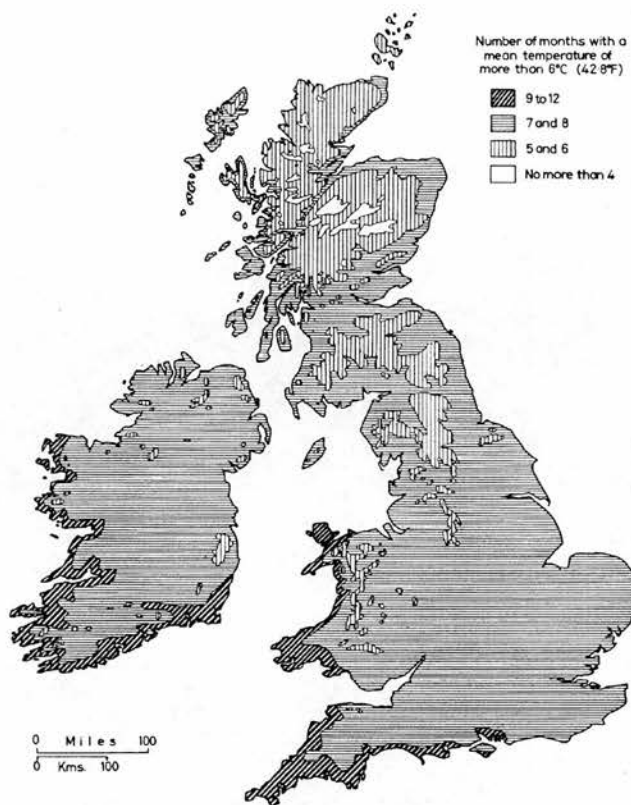 Number of months with a
mean temperature of
more than 6°C (42·8°F)
9 to 12
7 and 8
5 and 6
No more than 4
0 Miles 100
0 Kms. 100